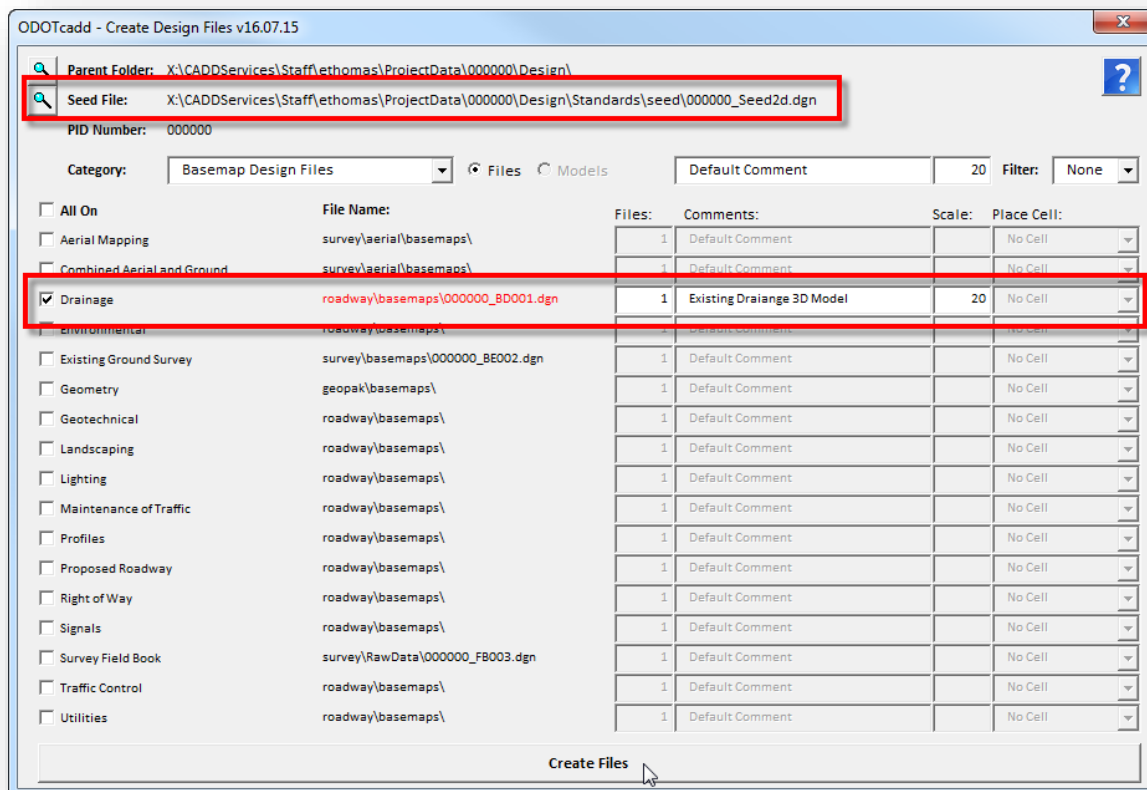 ODOTcadd - Create Design Files v16.07.15
X
Parent Folder: X:\CADDServices\Staff\ethomas\ProjectData\000000\Design\
?
Seed File: X:\CADDServices\Staff\ethomas\ProjectData\000000\Design\Standards\seed\000000_Seed2d.dgn
PID Number: 000000
Category: Basemap Design Files Files Models Default Comment 20 Filter: None
All On File Name: Files: Comments: Scale: Place Cell:
Aerial Mapping survey\aerial\basemaps\ 1 Default Comment No Cell
Combined Aerial and Ground survey\aerial\basemaps\ 1 Default Comment No Cell
Drainage roadway\basemaps\000000_BD001.dgn 1 Existing Draiange 3D Model 20 No Cell
Environmental roadway\basemaps\ 1 Default Comment No Cell
Existing Ground Survey survey\basemaps\000000_BE002.dgn 1 Default Comment No Cell
Geometry geopak\basemaps\ 1 Default Comment No Cell
Geotechnical roadway\basemaps\ 1 Default Comment No Cell
Landscaping roadway\basemaps\ 1 Default Comment No Cell
Lighting roadway\basemaps\ 1 Default Comment No Cell
Maintenance of Traffic roadway\basemaps\ 1 Default Comment No Cell
Profiles roadway\basemaps\ 1 Default Comment No Cell
Proposed Roadway roadway\basemaps\ 1 Default Comment No Cell
Right of Way roadway\basemaps\ 1 Default Comment No Cell
Signals roadway\basemaps\ 1 Default Comment No Cell
Survey Field Book survey\RawData\000000_FB003.dgn 1 Default Comment No Cell
Traffic Control roadway\basemaps\ 1 Default Comment No Cell
Utilities roadway\basemaps\ 1 Default Comment No Cell
Create Files